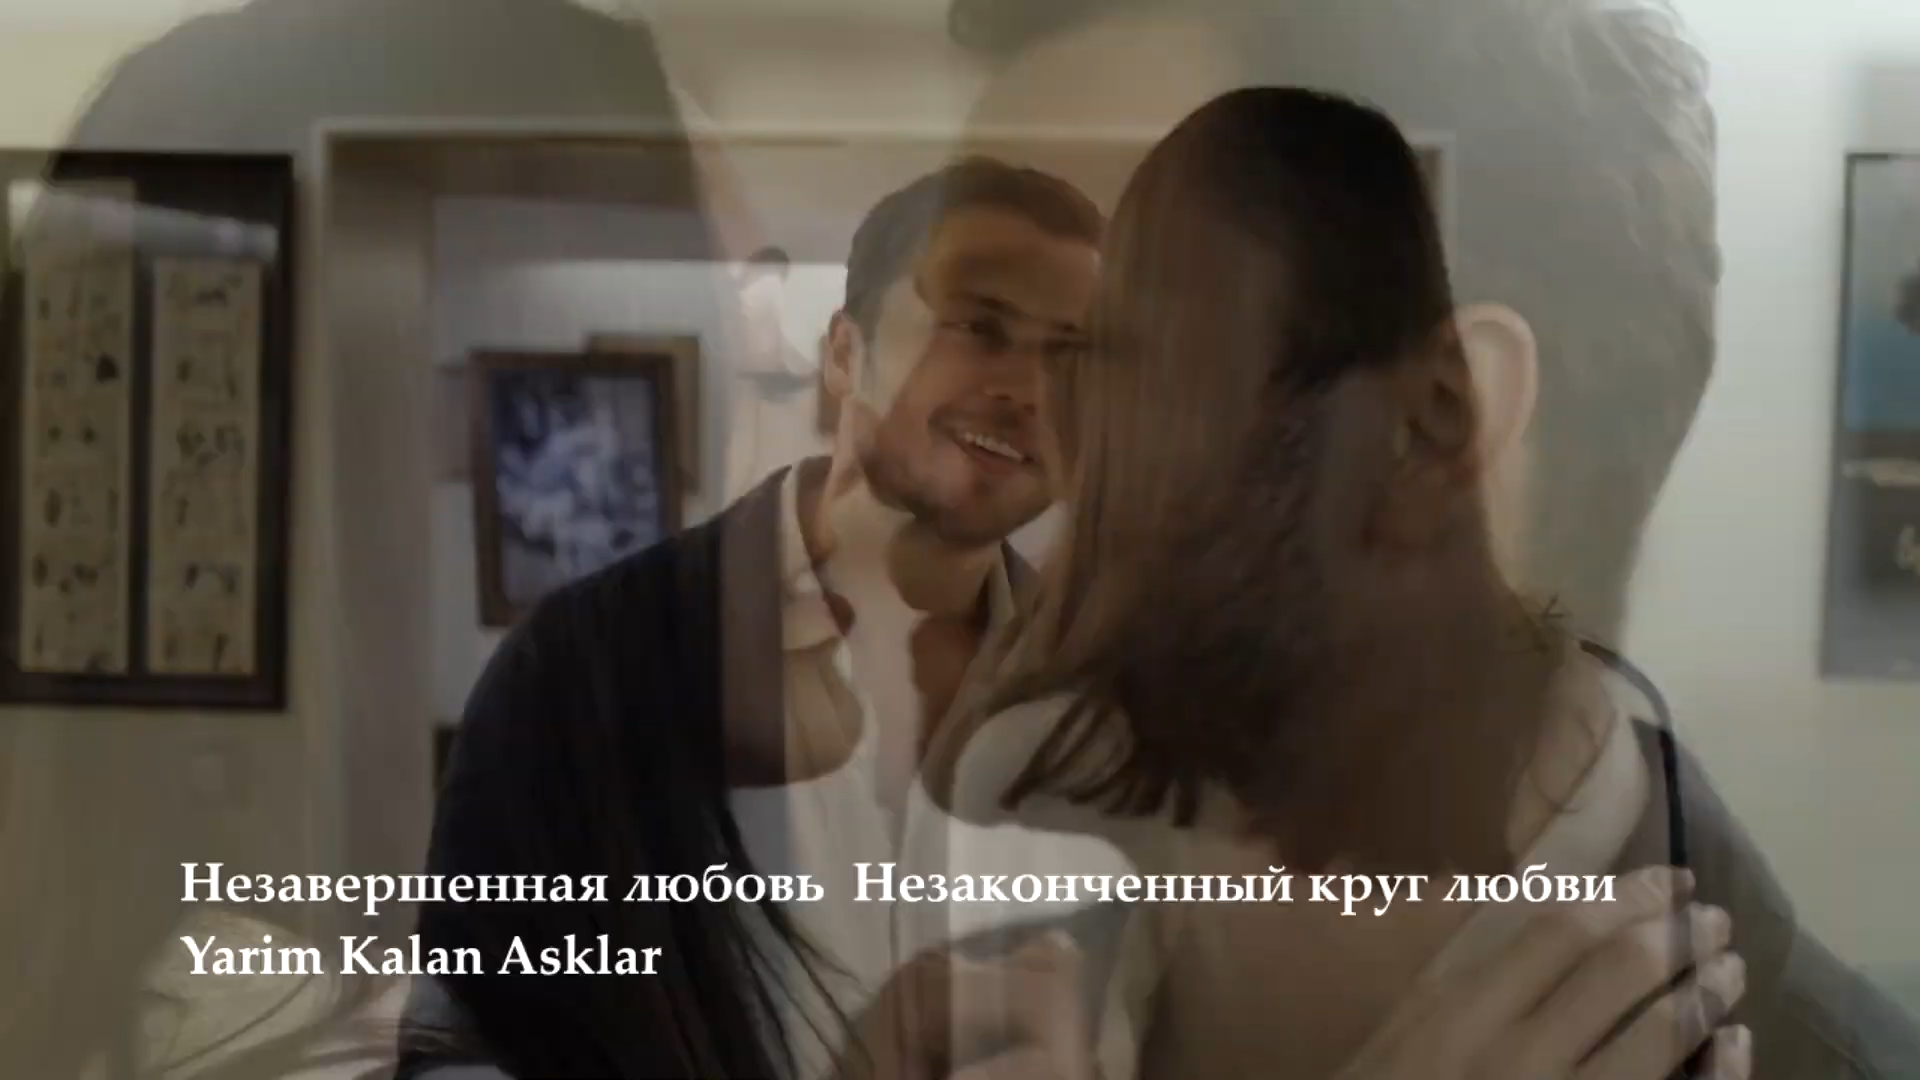 Незавершенная любовь  Незаконченный круг любви
Yarim Kalan Asklar